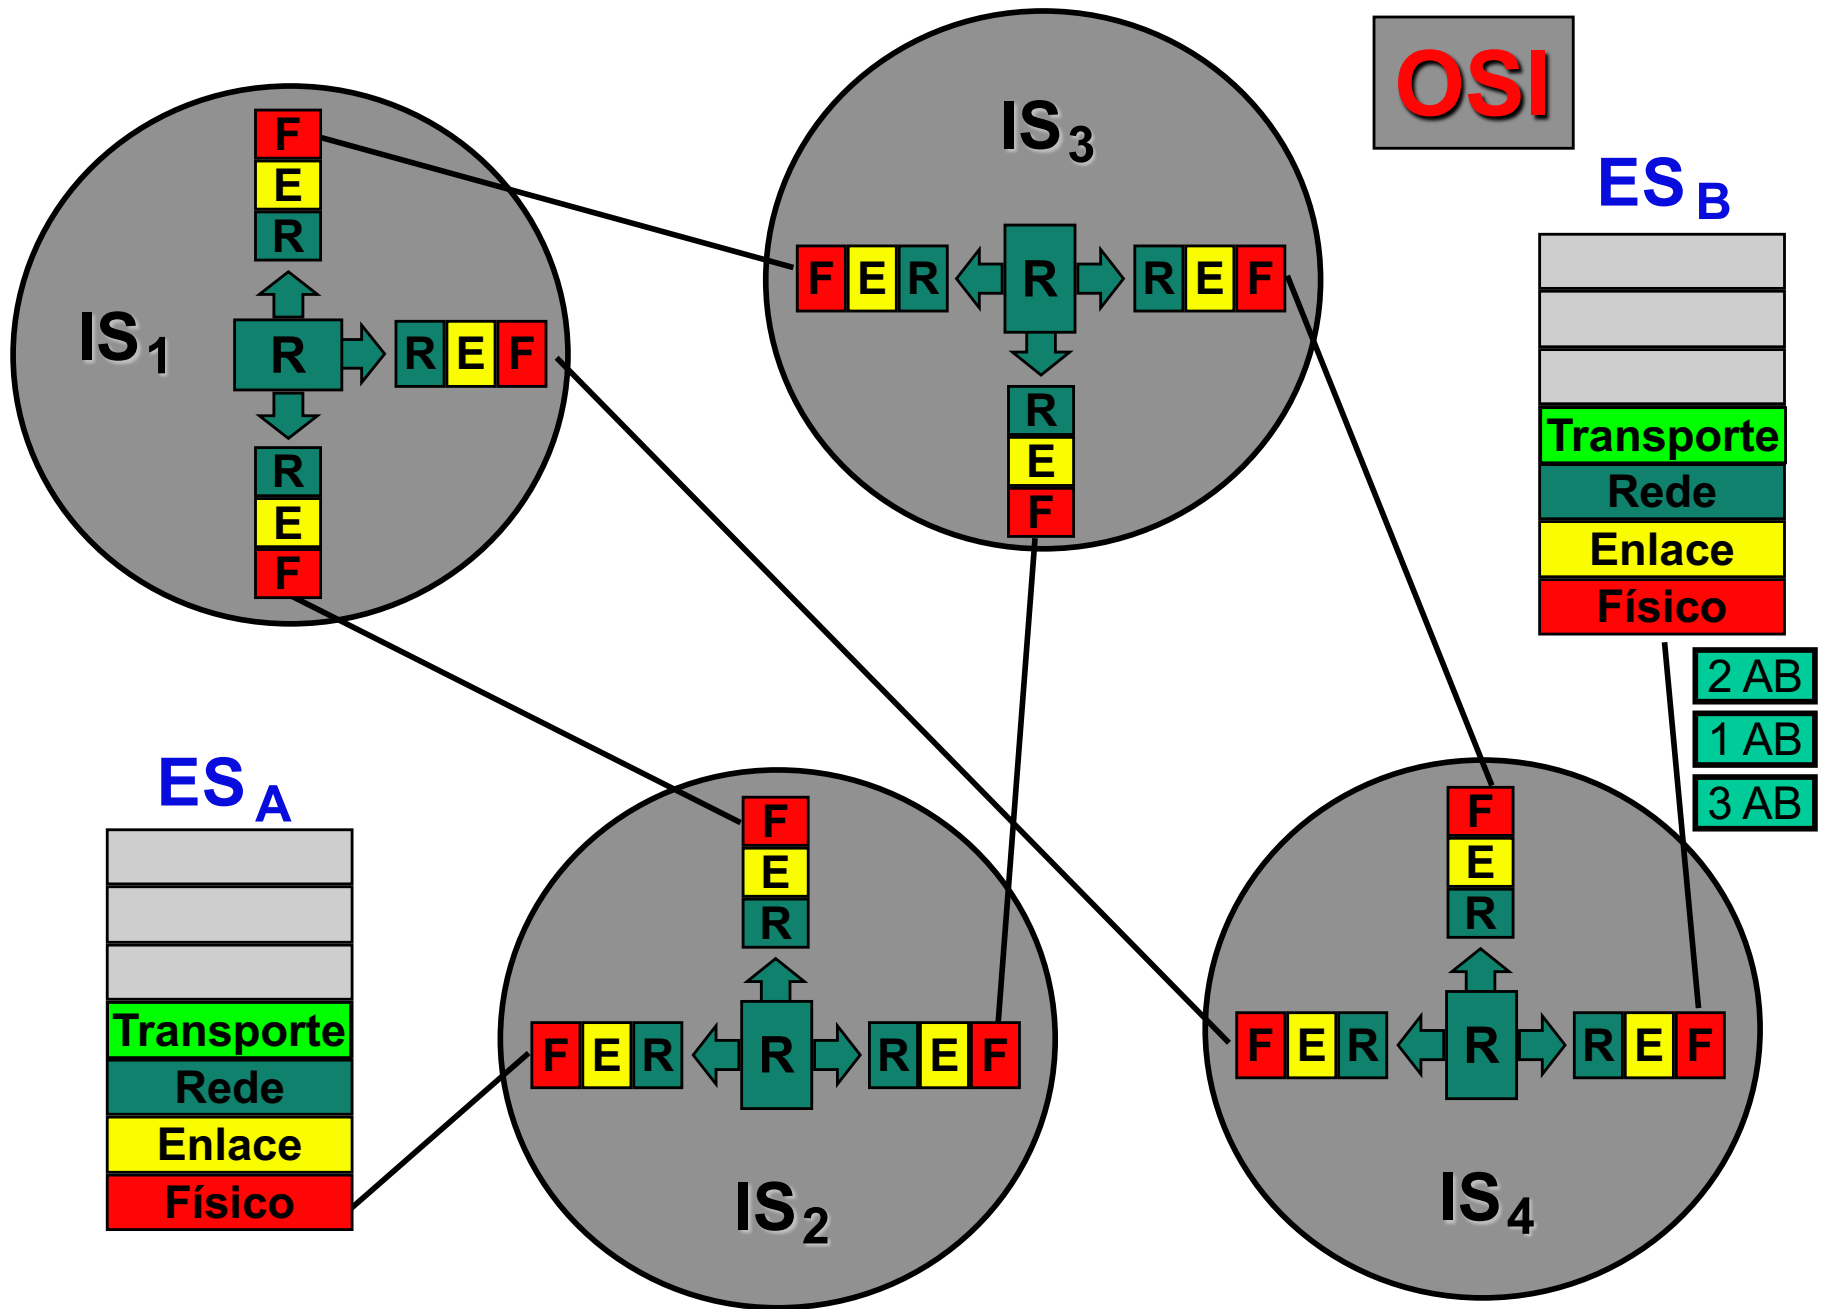 OSI
IS3
IS1
F
E
R
R
R E F
R
E
F
F E R
R
R E F
R
E
F
ES B
Transporte
Rede
Enlace
Físico
2 AB
1 AB
3 AB
ES A
Transporte
Rede
Enlace
Físico
F
E
R
F E R
R
R E F
IS2
F
E
R
F E R
R
R E F
IS4